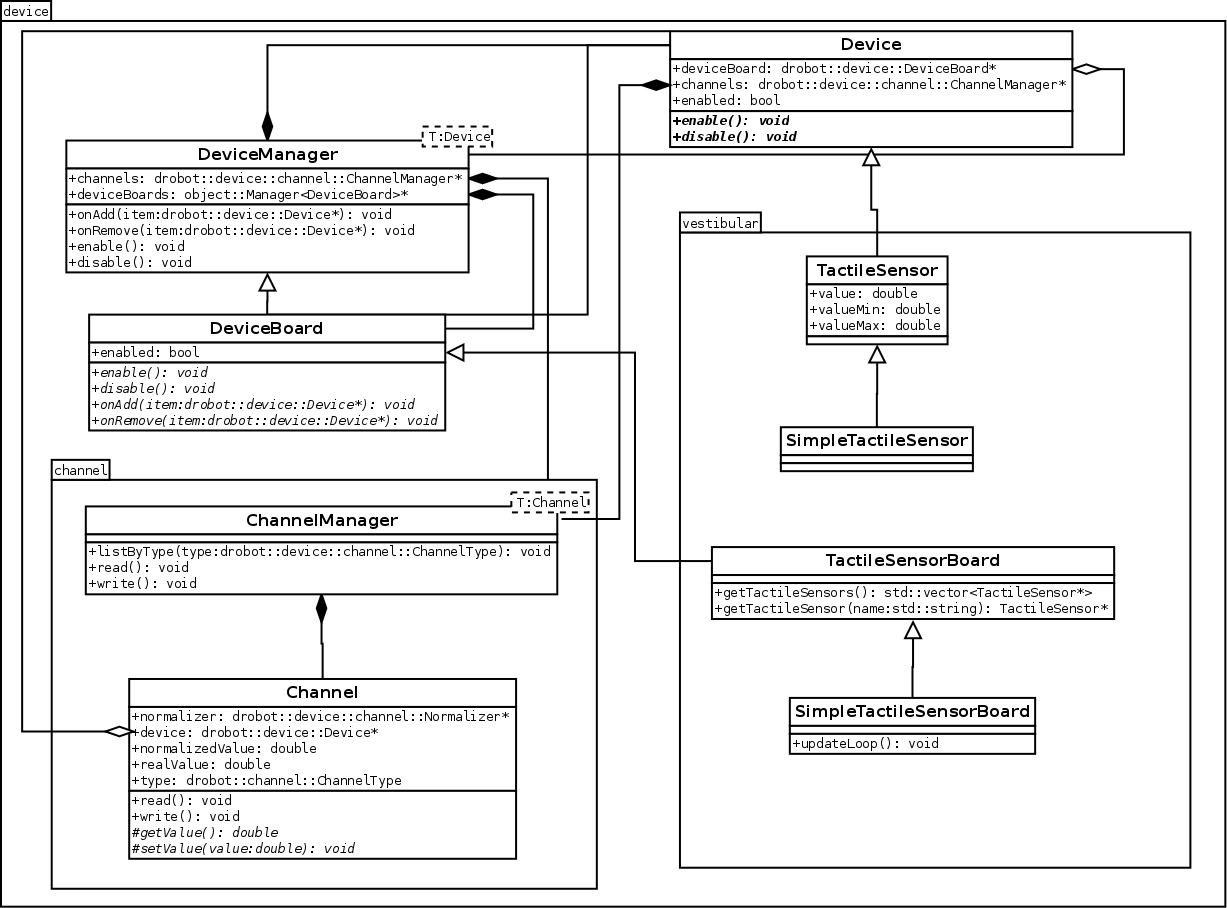 device
Device
+deviceBoard: drobot::device::DeviceBoard*
+channels: drobot::device::channel::ChannelManager*
+enabled: bool
+enable(): void
+disable(): void
T:Device
DeviceManager
+channels: drobot::device::channel::ChannelManager*
+deviceBoards: object::Manager<DeviceBoard>*
+onAdd(item:drobot::device::Device*): void
+onRemove(item:drobot::device::Device*): void
+enable(): void
+disable(): void
DeviceBoard
+enabled: bool
+enable(): void
+disable(): void
+onAdd(item:drobot::device::Device*): void
+onRemove(item:drobot::device::Device*): void
channel
T:Channel
ChannelManager
+listByType(type:drobot::device::channel::ChannelType): void
+read(): void
+write(): void
Channel
+normalizer: drobot::device::channel::Normalizer*
+device: drobot::device::Device*
+normalizedValue: double
+realValue: double
+type: drobot::channel::ChannelType
+read(): void
+write(): void
#getValue(): double
#setValue(value:double): void
vestibular
TactileSensor
+value: double
+valueMin: double
+valueMax: double
SimpleTactileSensor
TactileSensorBoard
+getTactileSensors(): std::vector<TactileSensor*>
+getTactileSensor(name:std::string): TactileSensor*
SimpleTactileSensorBoard
+updateLoop(): void